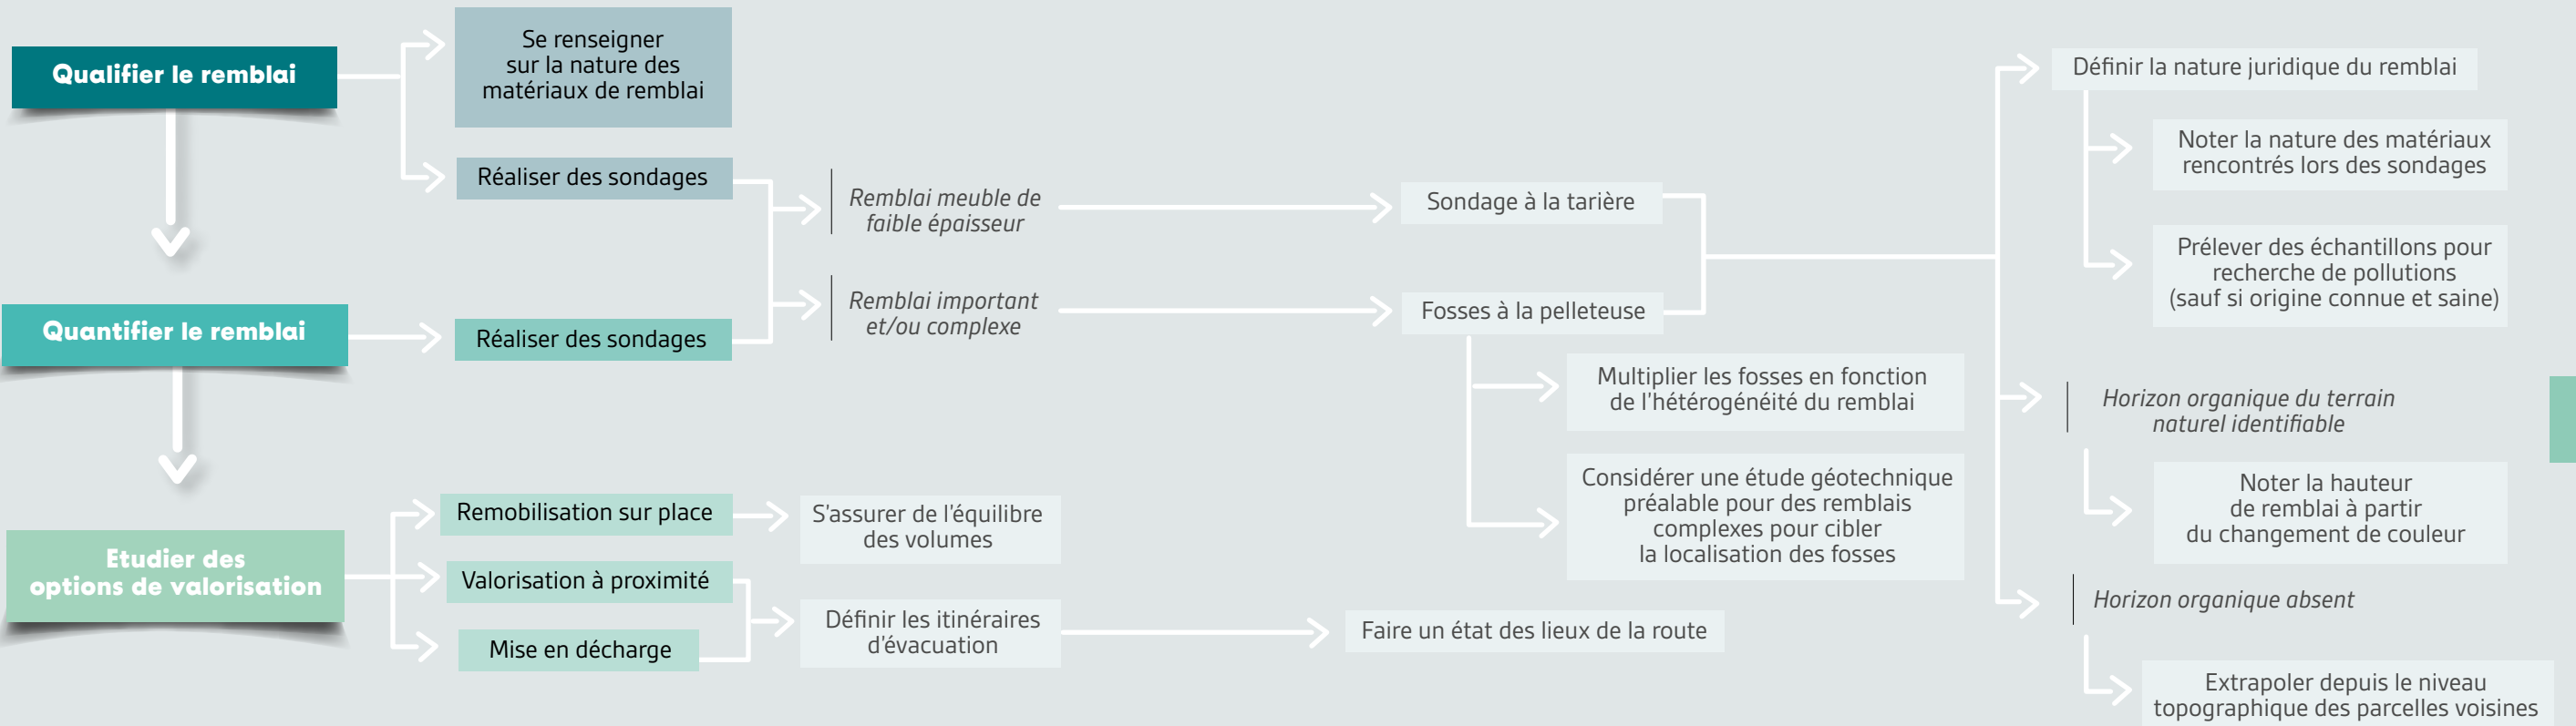 Qualifier le remblai
Se renseigner
sur la nature des
matériaux de remblai
Réaliser des sondages
Quantifier le remblai
Réaliser des sondages
Remblai meuble de
faible épaisseur
Remblai important
et/ou complexe
Sondage à la tarière
Fosses à la pelleteuse
Multiplier les fosses en fonction
de l'hétérogénéité du remblai
Considérer une étude géotechnique
préalable pour des remblais
complexes pour cibler
la localisation des fosses
Définir la nature juridique du remblai
Noter la nature des matériaux
rencontrés lors des sondages
Prélever des échantillons pour
recherche de pollutions
(sauf si origine connue et saine)
Horizon organique du terrain
naturel identifiable
Noter la hauteur
de remblai à partir
du changement de couleur
Horizon organique absent
Extrapoler depuis le niveau
topographique des parcelles voisines
Etudier des
options de valorisation
Remobilisation sur place
S'assurer de l'équilibre
des volumes
Valorisation à proximité
Mise en décharge
Définir les itinéraires
d'évacuation
Faire un état des lieux de la route